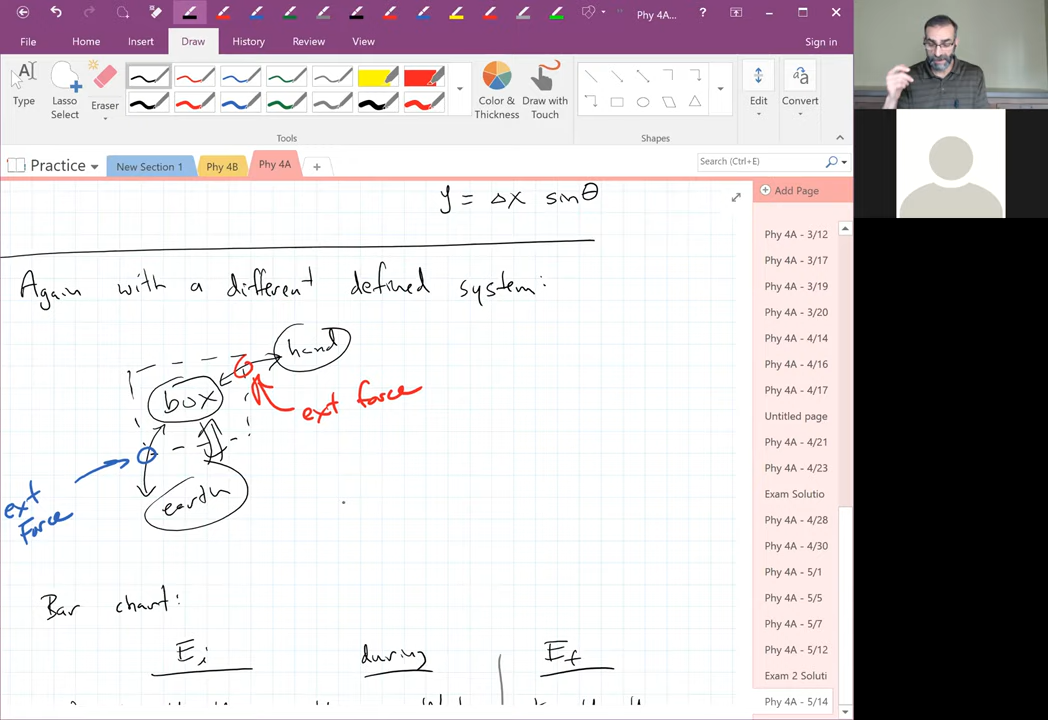 Phy 4A...
File Home Insert Draw History Review View Sign in
Type Lasso Select Eraser Color & Thickness Draw with Touch Edit Convert
Tools Shapes
Practice New Section 1 Phy 4B Phy 4A Search (Ctrl+E)
Add Page
y = Δx sinθ
Again with a different defined system:
hand
box
ext force
earth
ext
Force
Bar chart:
Ei during Ef
Phy 4A - 3/12
Phy 4A - 3/17
Phy 4A - 3/19
Phy 4A - 3/20
Phy 4A - 4/14
Phy 4A - 4/16
Phy 4A - 4/17
Untitled page
Phy 4A - 4/21
Phy 4A - 4/23
Exam Solutio
Phy 4A - 4/28
Phy 4A - 4/30
Phy 4A - 5/1
Phy 4A - 5/5
Phy 4A - 5/7
Phy 4A - 5/12
Exam 2 Soluti
Phy 4A - 5/14